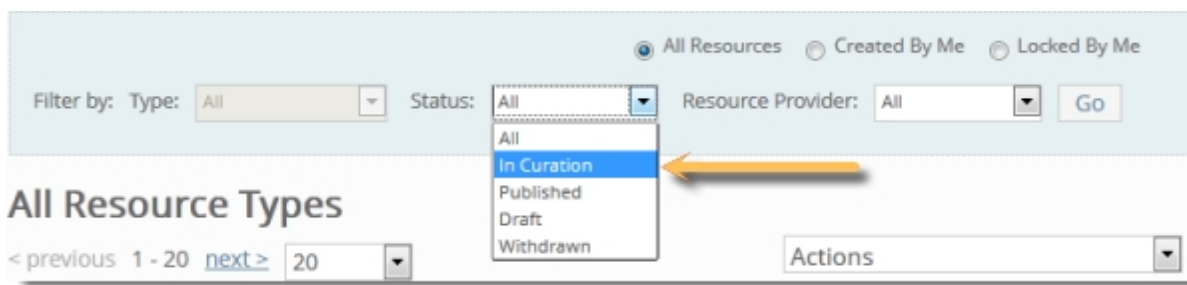 All Resources Created By Me Locked By Me
Filter by: Type: All Status: All Resource Provider: All Go
All
In Curation
Published
Draft
Withdrawn
All Resource Types
< previous 1 - 20 next > 20 Actions